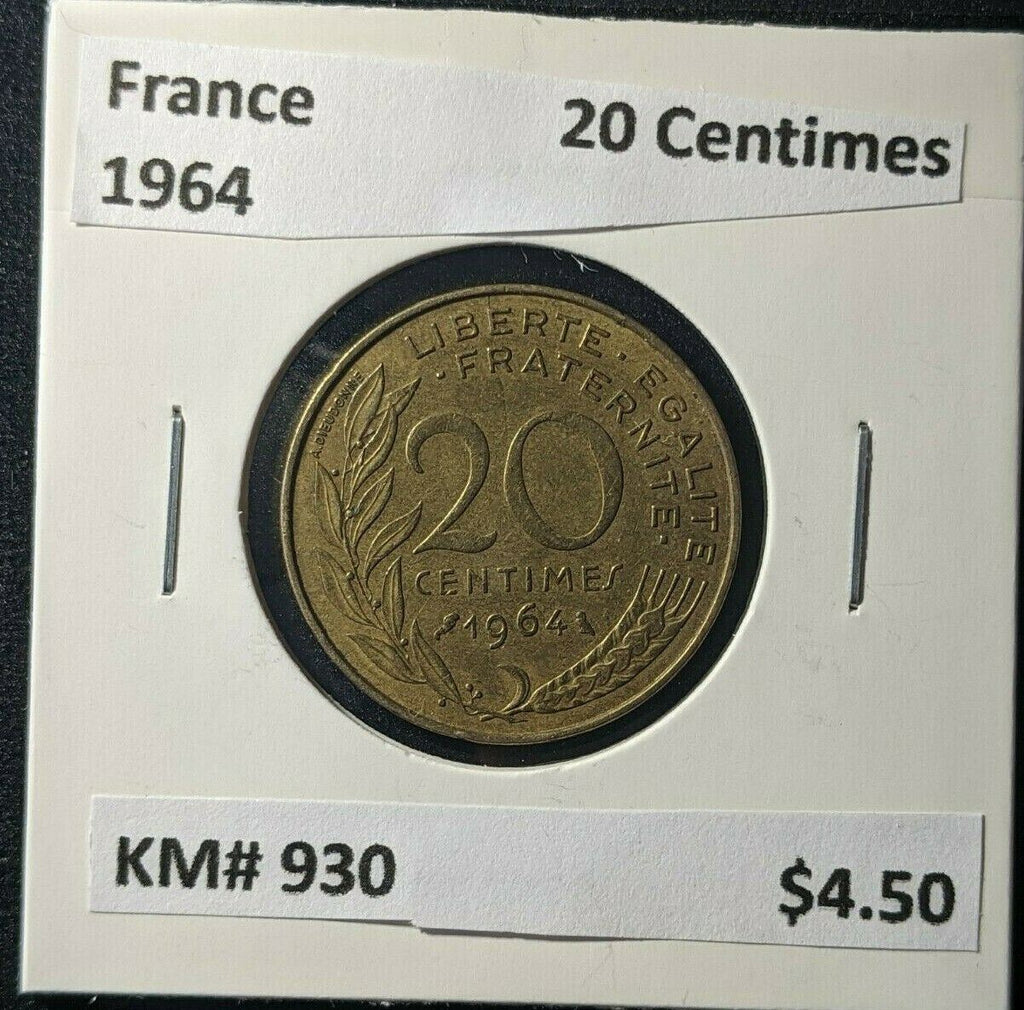 France
1964
20 Centimes
LIBERTE · EGALITE
· FRATERNITE ·
A.DIEUDONNE
20
CENTIMES
1964
KM# 930
$4.50